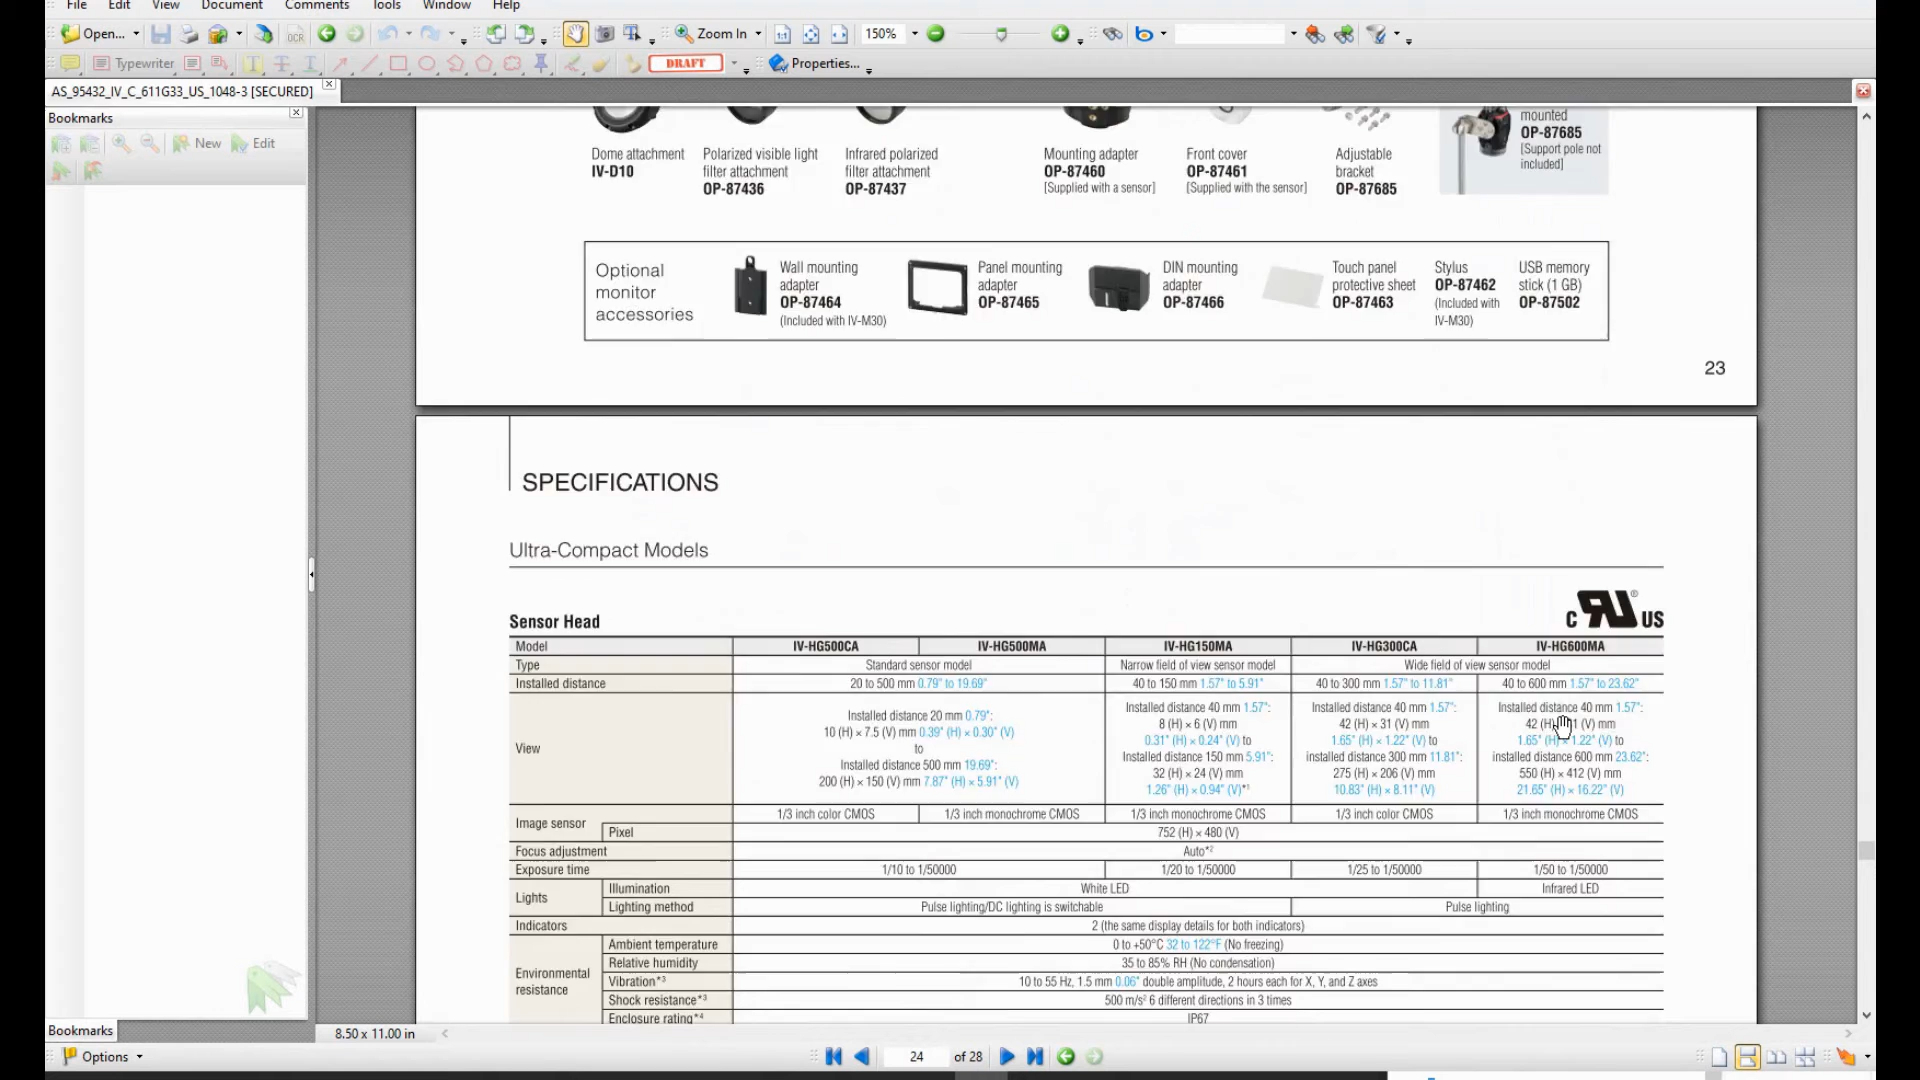 File Edit View Document Comments Tools Window Help
Open... OCR Zoom In 150%
Typewriter DRAFT Properties...
AS_95432_IV_C_611G33_US_1048-3 [SECURED]
Bookmarks
New Edit
mounted
OP-87685
[Support pole not
included]
Dome attachment
IV-D10
Polarized visible light
filter attachment
OP-87436
Infrared polarized
filter attachment
OP-87437
Mounting adapter
OP-87460
[Supplied with a sensor]
Front cover
OP-87461
[Supplied with the sensor]
Adjustable
bracket
OP-87685
Optional
monitor
accessories
Wall mounting
adapter
OP-87464
(Included with IV-M30)
Panel mounting
adapter
OP-87465
DIN mounting
adapter
OP-87466
Touch panel
protective sheet
OP-87463
Stylus
OP-87462
(Included with
IV-M30)
USB memory
stick (1 GB)
OP-87502
23
SPECIFICATIONS
Ultra-Compact Models
Sensor Head
C US
Model IV-HG500CA IV-HG500MA IV-HG150MA IV-HG300CA IV-HG600MA
Type Standard sensor model Narrow field of view sensor model Wide field of view sensor model
Installed distance 20 to 500 mm 0.79" to 19.69" 40 to 150 mm 1.57" to 5.91" 40 to 300 mm 1.57" to 11.81" 40 to 600 mm 1.57" to 23.62"
View
Installed distance 20 mm 0.79":
10 (H) × 7.5 (V) mm 0.39" (H) × 0.30" (V)
to
Installed distance 500 mm 19.69":
200 (H) × 150 (V) mm 7.87" (H) × 5.91" (V)
Installed distance 40 mm 1.57":
8 (H) × 6 (V) mm
0.31" (H) × 0.24" (V) to
Installed distance 150 mm 5.91":
32 (H) × 24 (V) mm
1.26" (H) × 0.94" (V)*1
Installed distance 40 mm 1.57":
42 (H) × 31 (V) mm
1.65" (H) × 1.22" (V) to
installed distance 300 mm 11.81":
275 (H) × 206 (V) mm
10.83" (H) × 8.11" (V)
Installed distance 40 mm 1.57":
42 (H) 1 (V) mm
1.65" (H) × 1.22" (V) to
installed distance 600 mm 23.62":
550 (H) × 412 (V) mm
21.65" (H) × 16.22" (V)
Image sensor 1/3 inch color CMOS 1/3 inch monochrome CMOS 1/3 inch monochrome CMOS 1/3 inch color CMOS 1/3 inch monochrome CMOS
Pixel 752 (H) × 480 (V)
Focus adjustment Auto*2
Exposure time 1/10 to 1/50000 1/20 to 1/50000 1/25 to 1/50000 1/50 to 1/50000
Lights Illumination White LED Infrared LED
Lighting method Pulse lighting/DC lighting is switchable Pulse lighting
Indicators 2 (the same display details for both indicators)
Environmental
resistance
Ambient temperature 0 to +50°C 32 to 122°F (No freezing)
Relative humidity 35 to 85% RH (No condensation)
Vibration*3 10 to 55 Hz, 1.5 mm 0.06" double amplitude, 2 hours each for X, Y, and Z axes
Shock resistance*3 500 m/s2 6 different directions in 3 times
Enclosure rating*4 IP67
Bookmarks
8.50 x 11.00 in
Options
24 of 28